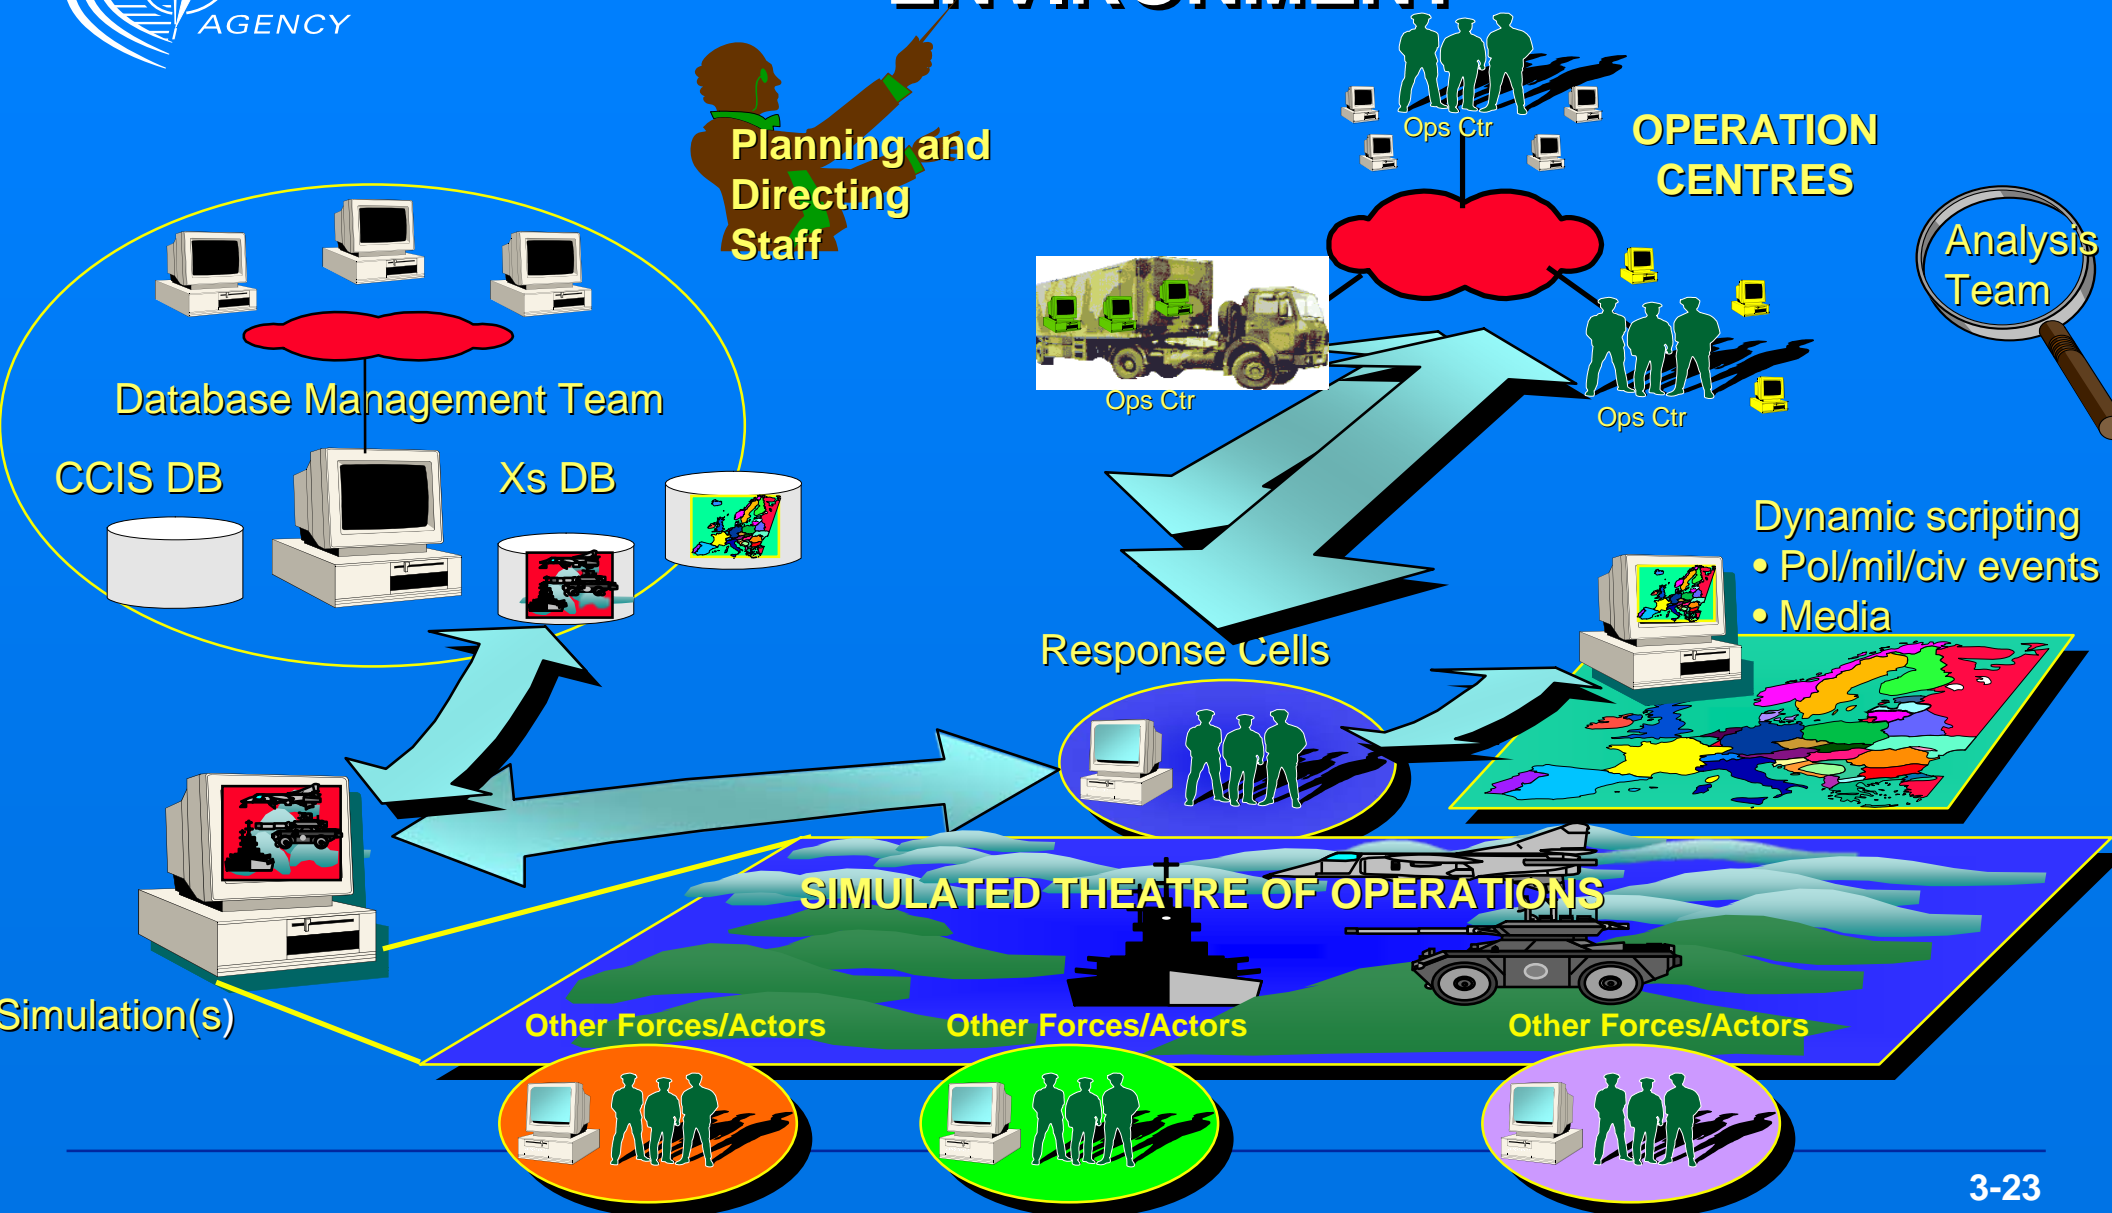 ENVIRONMENT
AGENCY
Planning and
Directing
Staff
Ops Ctr
OPERATION
CENTRES
Analysis
Team
Database Management Team
Ops Ctr
Ops Ctr
CCIS DB
Xs DB
Dynamic scripting
• Pol/mil/civ events
• Media
Response Cells
SIMULATED THEATRE OF OPERATIONS
Simulation(s)
Other Forces/Actors
Other Forces/Actors
Other Forces/Actors
3-23